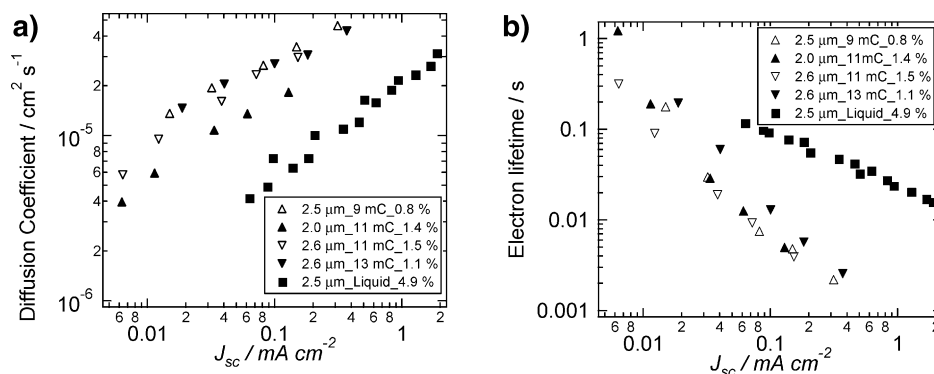 a)
Diffusion Coefficient / cm² s⁻¹
4
2
10⁻⁵
8
6
4
2
10⁻⁶
6 8
0.01
2 4 6 8
0.1
2 4 6 8
1
2
J_sc / mA cm⁻²
△ 2.5 μm_9 mC_0.8 %
▲ 2.0 μm_11 mC_1.4 %
▽ 2.6 μm_11 mC_1.5 %
▼ 2.6 μm_13 mC_1.1 %
■ 2.5 μm_Liquid_4.9 %
b)
Electron lifetime / s
1
0.1
0.01
0.001
6 8
0.01
2 4 6 8
0.1
2 4 6 8
1
2
J_sc / mA cm⁻²
△ 2.5 μm_9 mC_0.8 %
▲ 2.0 μm_11mC_1.4 %
▽ 2.6 μm_11 mC_1.5 %
▼ 2.6 μm_13 mC_1.1 %
■ 2.5 μm_Liquid_4.9 %